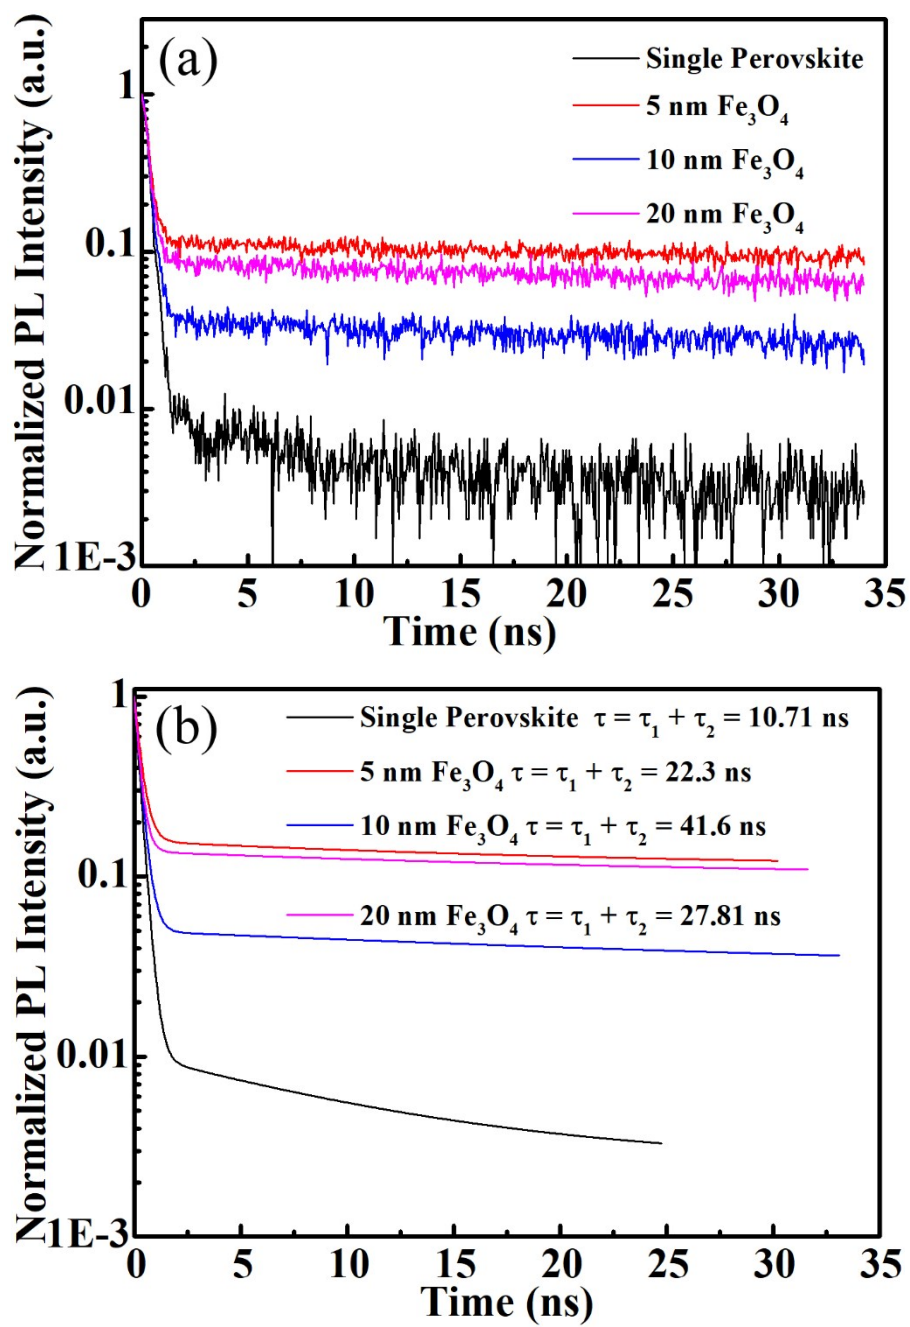 (a)
Single Perovskite
5 nm Fe₃O₄
10 nm Fe₃O₄
20 nm Fe₃O₄
Normalized PL Intensity (a.u.)
1
0.1
0.01
1E-3
0 5 10 15 20 25 30 35
Time (ns)
(b)
Single Perovskite τ = τ₁ + τ₂ = 10.71 ns
5 nm Fe₃O₄ τ = τ₁ + τ₂ = 22.3 ns
10 nm Fe₃O₄ τ = τ₁ + τ₂ = 41.6 ns
20 nm Fe₃O₄ τ = τ₁ + τ₂ = 27.81 ns
Normalized PL Intensity (a.u.)
1
0.1
0.01
1E-3
0 5 10 15 20 25 30 35
Time (ns)